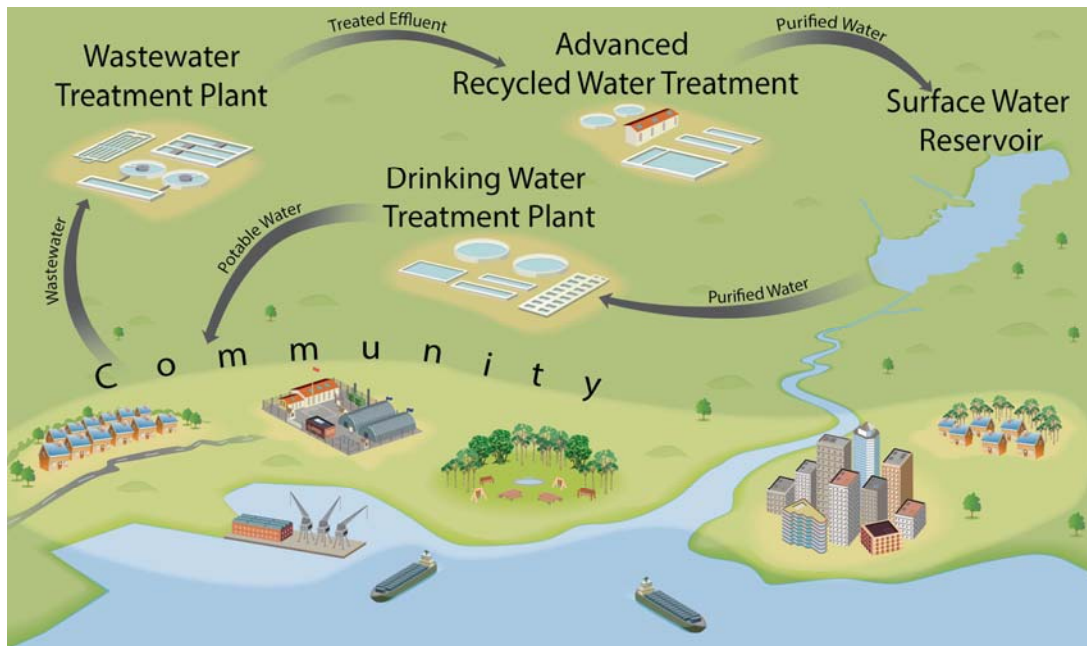 Treated Effluent
Purified Water
Wastewater
Treatment Plant
Advanced
Recycled Water Treatment
Surface Water
Reservoir
Drinking Water
Treatment Plant
Wastewater
Potable Water
Purified Water
Community